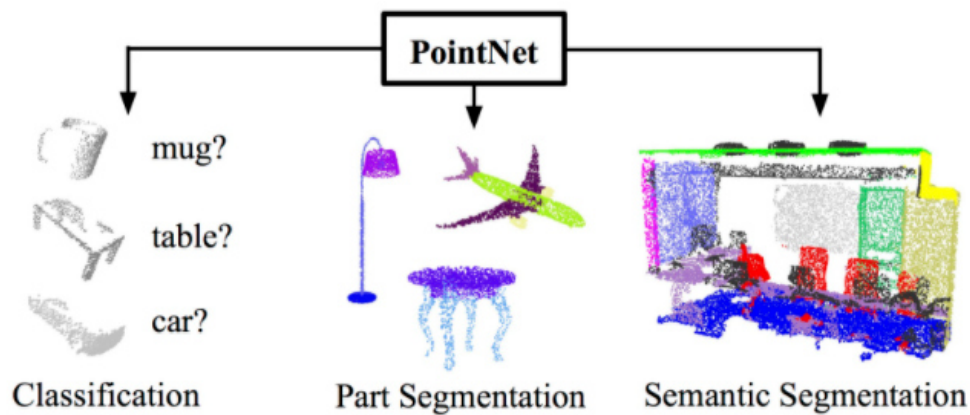 PointNet
mug?
table?
car?
Classification
Part Segmentation
Semantic Segmentation